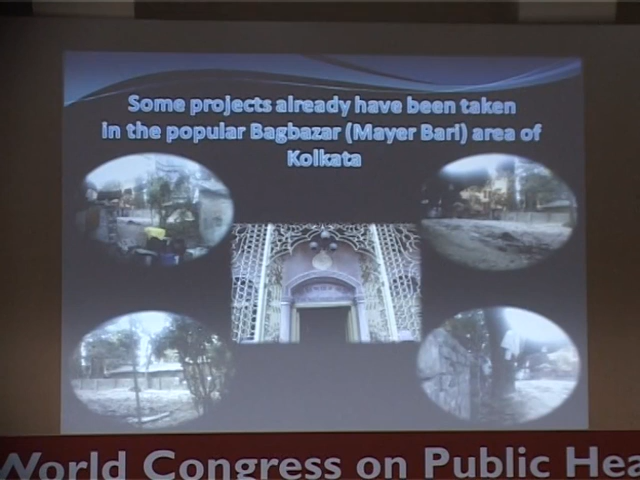 Some projects already have been taken
in the popular Bagbazar (Mayer Bari) area of
Kolkata
World Congress on Public Hea